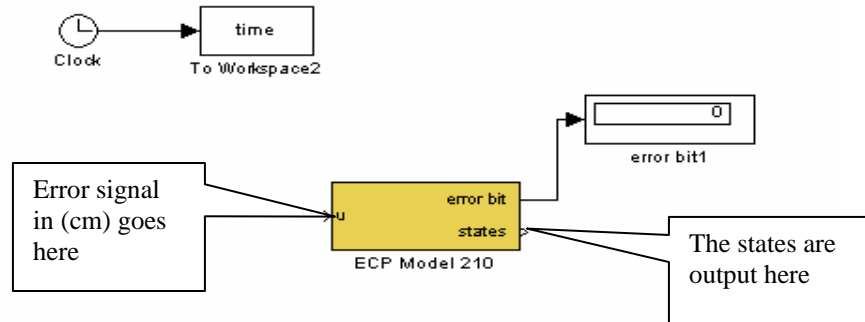 time
Clock
To Workspace2
0
error bit1
Error signal
in (cm) goes
here
u
error bit
states
ECP Model 210
The states are
output here